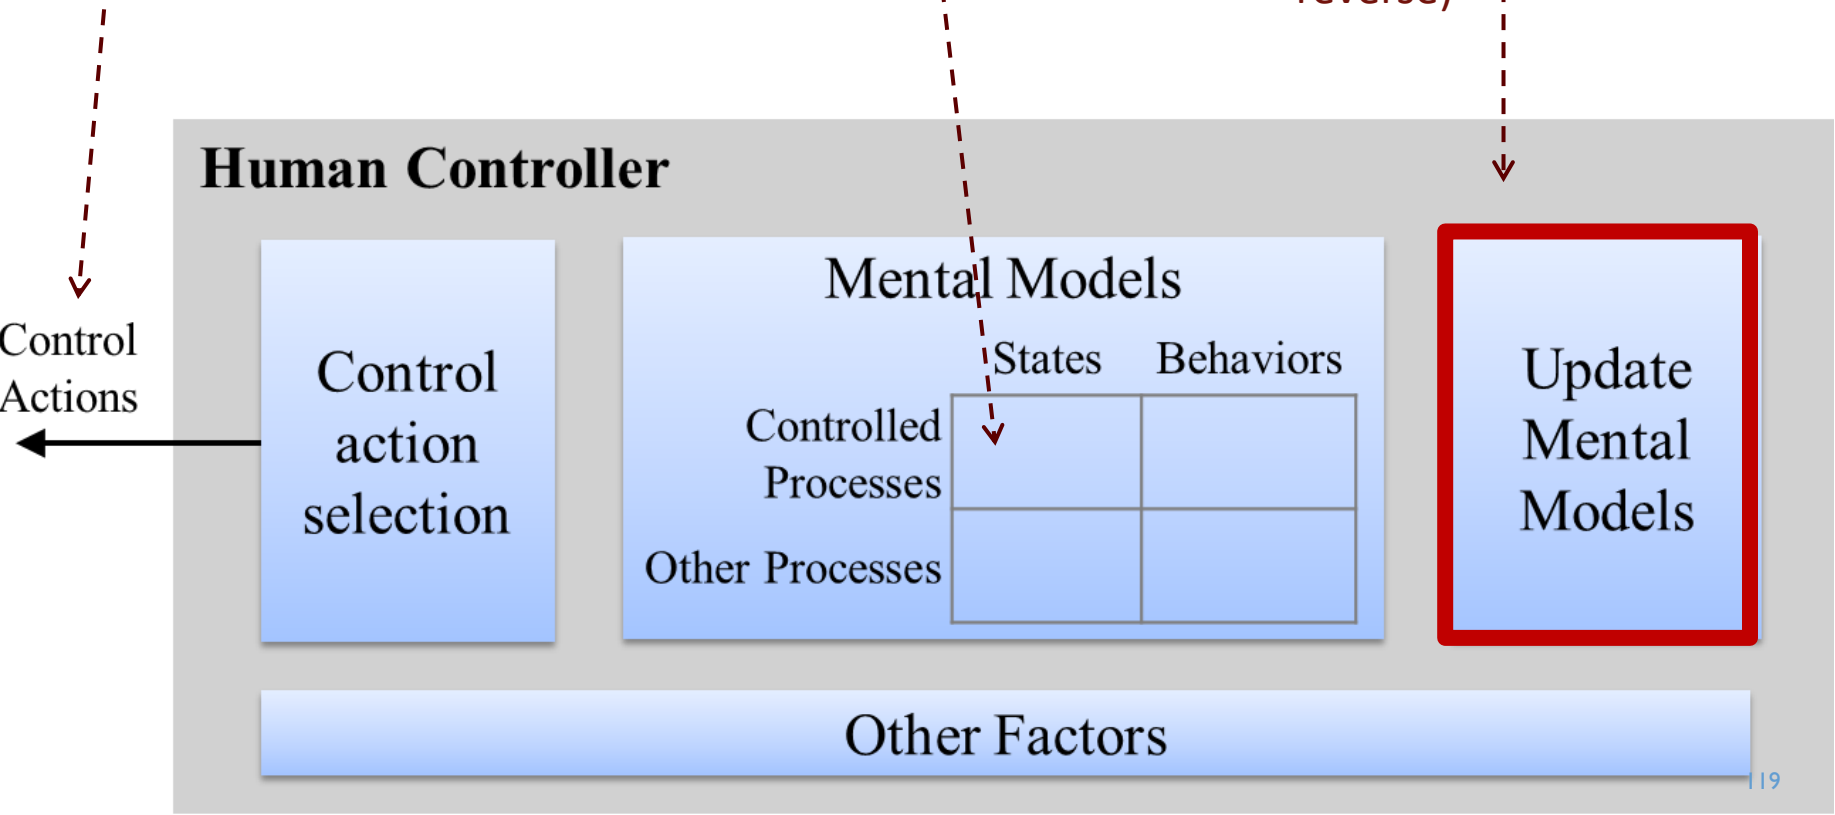 reverse)
Human Controller
Control
Actions
Control
action
selection
Mental Models
States Behaviors
Controlled
Processes
Other Processes
Update
Mental
Models
Other Factors
119